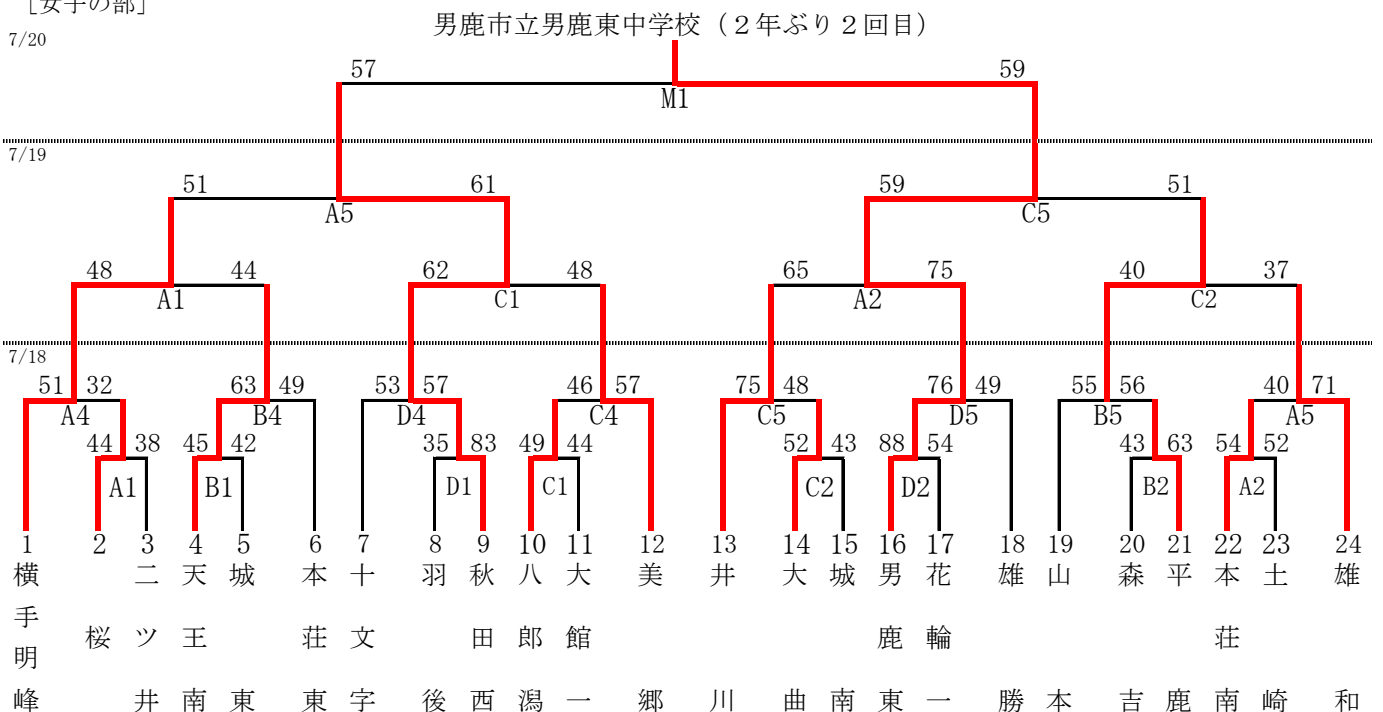 ［女子の部］
男鹿市立男鹿東中学校（２年ぶり２回目）
7/20
57 59
M1
7/19
51 61 59 51
A5 C5
48 44 62 48 65 75 40 37
A1 C1 A2 C2
7/18
51 32 63 49 53 57 46 57 75 48 76 49 55 56 40 71
A4 B4 D4 C4 C5 D5 B5 A5
44 38 45 42 35 83 49 44 52 43 88 54 43 63 54 52
A1 B1 D1 C1 C2 D2 B2 A2
1 2 3 4 5 6 7 8 9 10 11 12 13 14 15 16 17 18 19 20 21 22 23 24
横手明峰
桜
二ツ井
天王南
城東
本荘東
十文字
羽後
秋田西
八郎潟
大館一
美郷
井川
大曲
城南
男鹿東
花輪一
雄勝
山本
森吉
平鹿
本荘南
土崎
雄和